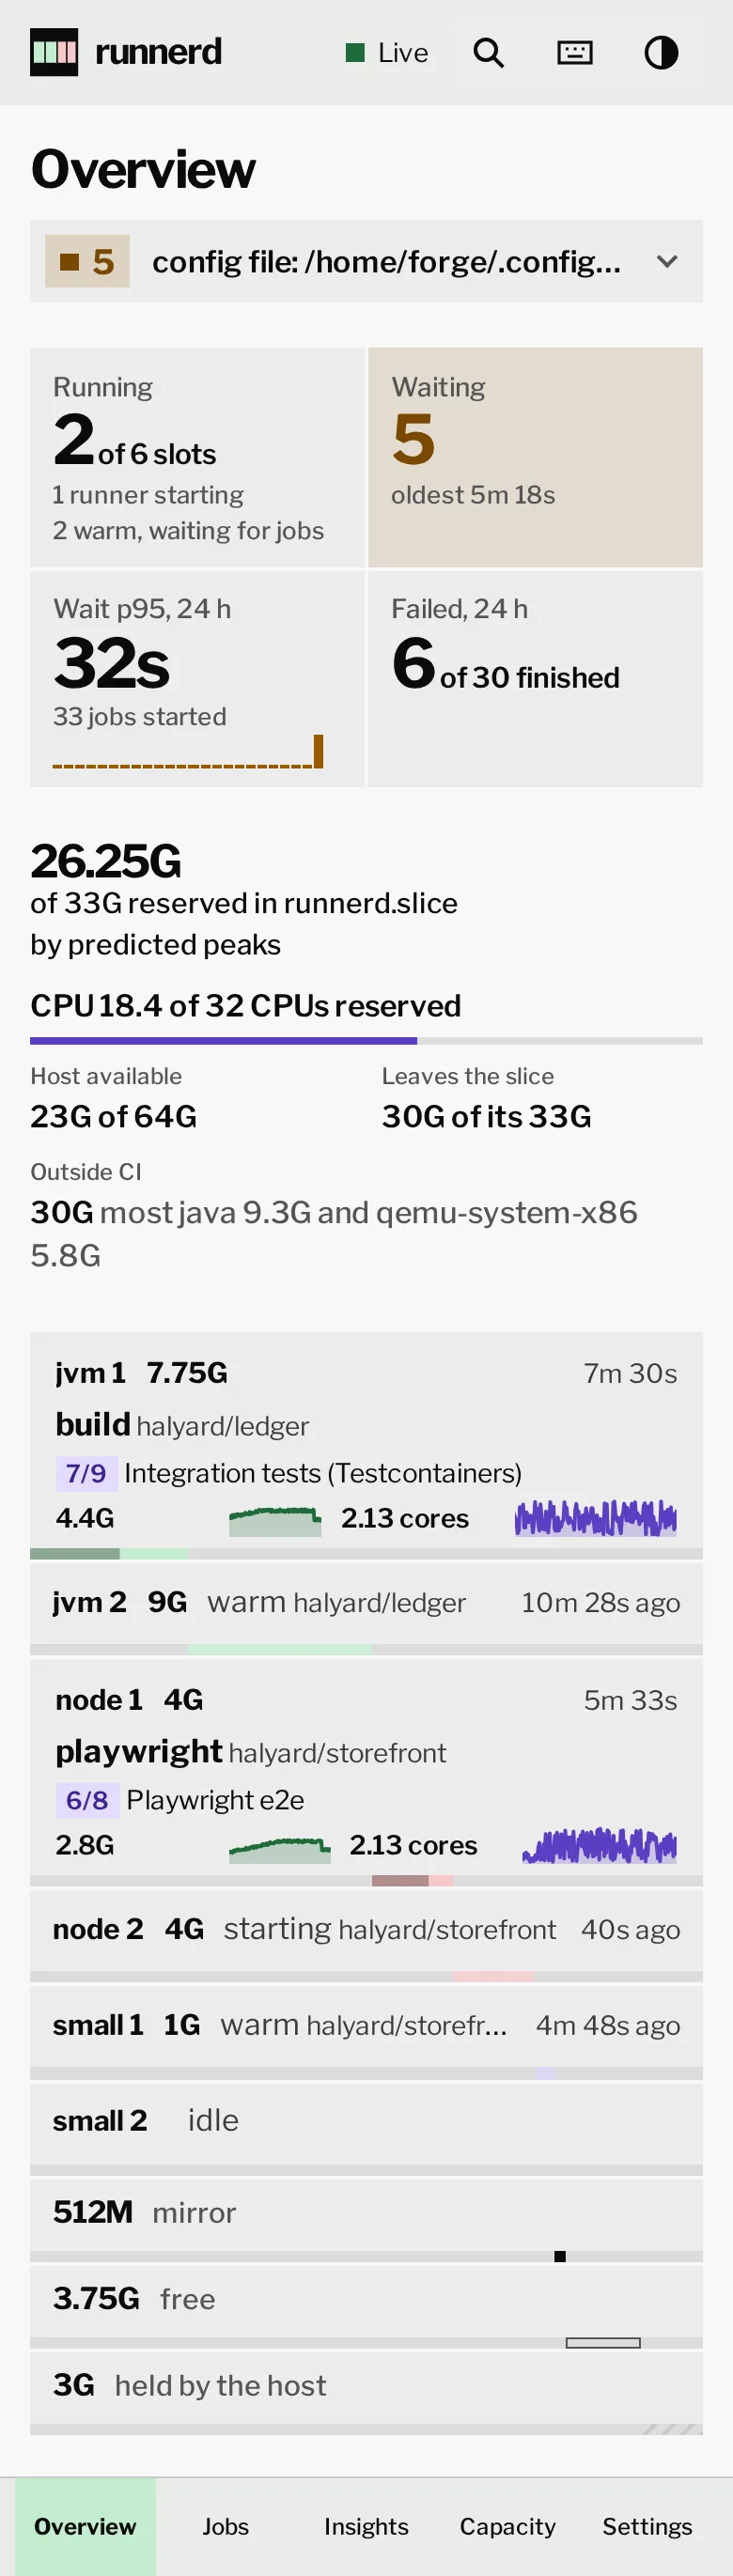 runnerd
Live
Overview
5 config file: /home/forge/.config...
Running
2 of 6 slots
1 runner starting
2 warm, waiting for jobs
Waiting
5
oldest 5m 18s
Wait p95, 24 h
32s
33 jobs started
Failed, 24 h
6 of 30 finished
26.25G
of 33G reserved in runnerd.slice
by predicted peaks
CPU 18.4 of 32 CPUs reserved
Host available
23G of 64G
Leaves the slice
30G of its 33G
Outside CI
30G most java 9.3G and qemu-system-x86
5.8G
jvm 1 7.75G 7m 30s
build halyard/ledger
7/9 Integration tests (Testcontainers)
4.4G 2.13 cores
jvm 2 9G warm halyard/ledger 10m 28s ago
node 1 4G 5m 33s
playwright halyard/storefront
6/8 Playwright e2e
2.8G 2.13 cores
node 2 4G starting halyard/storefront 40s ago
small 1 1G warm halyard/storefr... 4m 48s ago
small 2 idle
512M mirror
3.75G free
3G held by the host
Overview Jobs Insights Capacity Settings